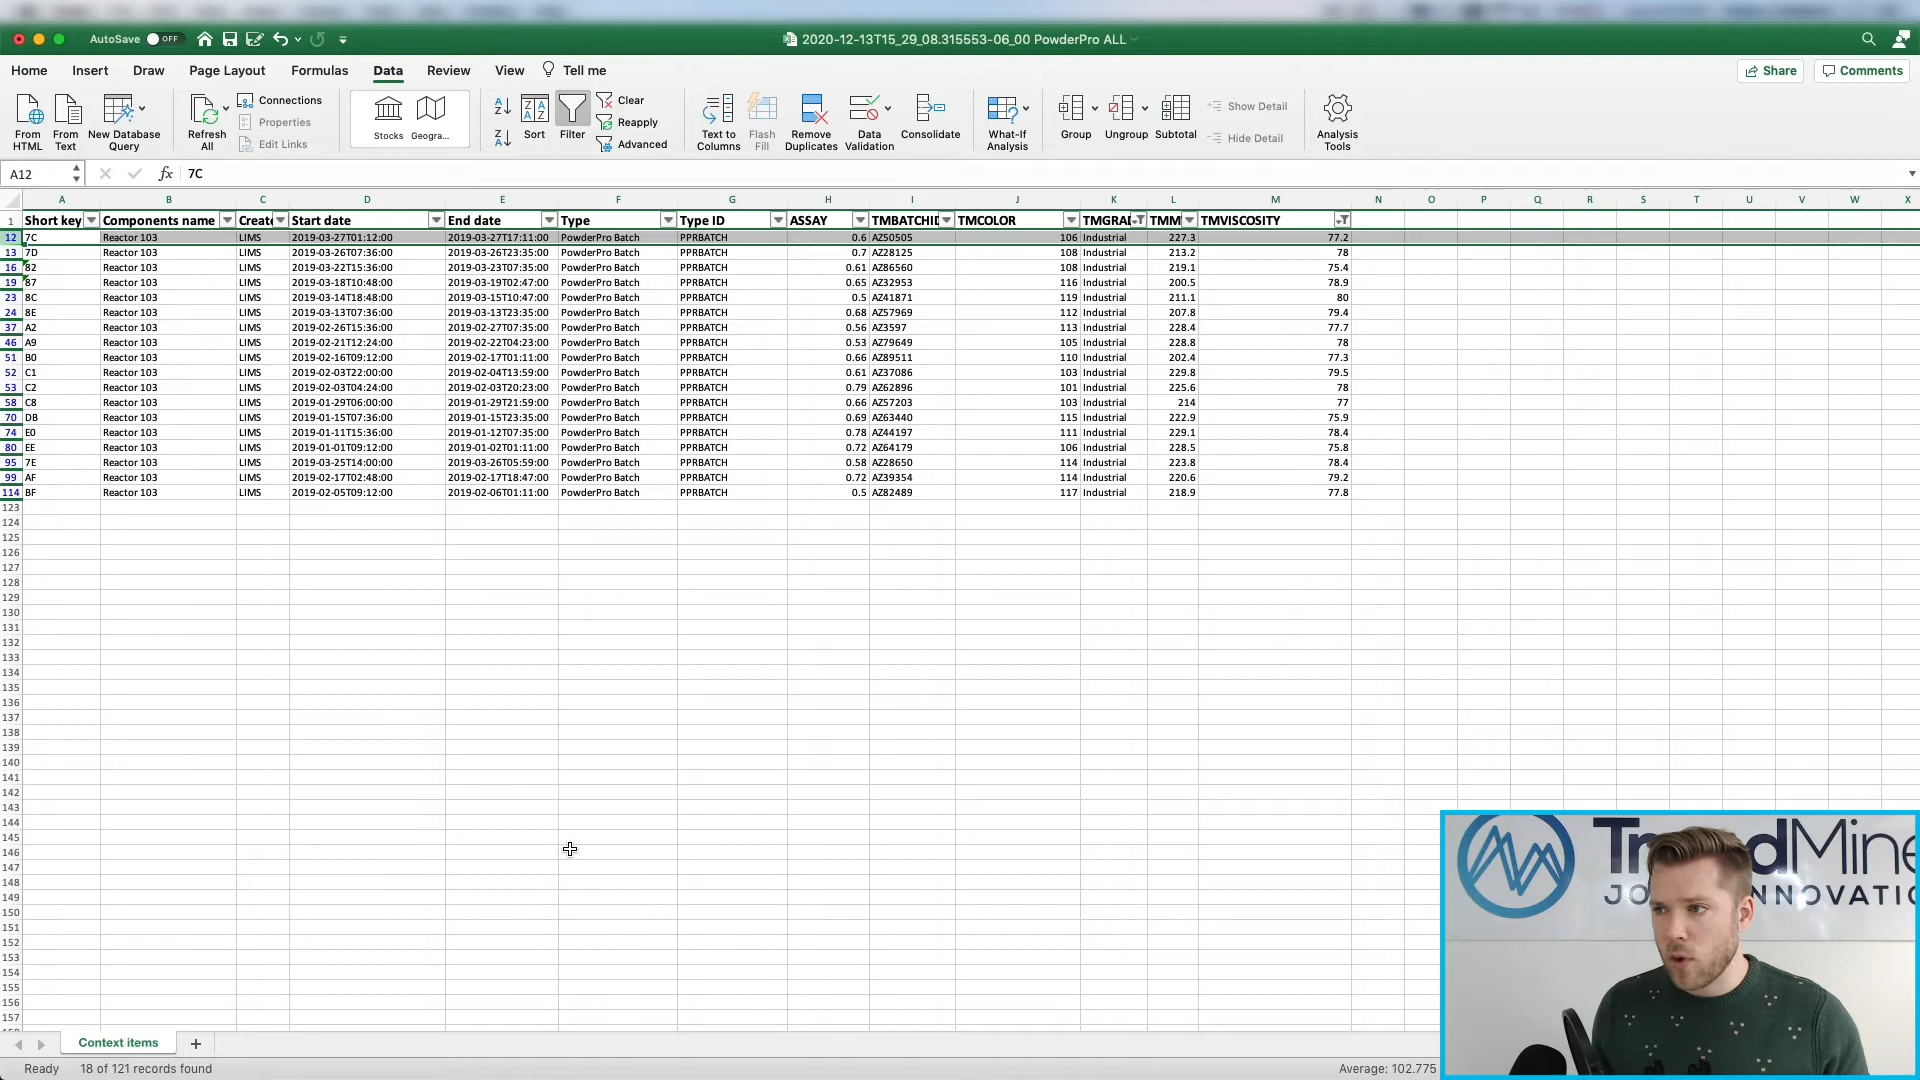 AutoSave OFF 2020-12-13T15_29_08.315553-06_00 PowderPro ALL
Home Insert Draw Page Layout Formulas Data Review View Tell me Share Comments
From HTML From Text New Database Query Refresh All Connections Properties Edit Links Stocks Geogra... Sort Filter Clear Reapply Advanced Text to Columns Flash Fill Remove Duplicates Data Validation Consolidate What-If Analysis Group Ungroup Subtotal Show Detail Hide Detail Analysis Tools
A12 fx 7C
A B C D E F G H I J K L M N O P Q R S T U V W X
1 Short key Components name Create Start date End date Type Type ID ASSAY TMBATCHID TMCOLOR TMGRAD TMM TMVISCOSITY
12 7C Reactor 103 LIMS 2019-03-27T01:12:00 2019-03-27T17:11:00 PowderPro Batch PPRBATCH 0.6 AZ50505 106 Industrial 227.3 77.2
13 7D Reactor 103 LIMS 2019-03-26T07:36:00 2019-03-26T23:35:00 PowderPro Batch PPRBATCH 0.7 AZ28125 108 Industrial 213.2 78
16 82 Reactor 103 LIMS 2019-03-22T15:36:00 2019-03-23T07:35:00 PowderPro Batch PPRBATCH 0.61 AZ86560 108 Industrial 219.1 75.4
19 87 Reactor 103 LIMS 2019-03-18T10:48:00 2019-03-19T02:47:00 PowderPro Batch PPRBATCH 0.65 AZ32953 116 Industrial 200.5 78.9
23 8C Reactor 103 LIMS 2019-03-14T18:48:00 2019-03-15T10:47:00 PowderPro Batch PPRBATCH 0.5 AZ41871 119 Industrial 211.1 80
24 8E Reactor 103 LIMS 2019-03-13T07:36:00 2019-03-13T23:35:00 PowderPro Batch PPRBATCH 0.68 AZ57969 112 Industrial 207.8 79.4
37 A2 Reactor 103 LIMS 2019-02-26T15:36:00 2019-02-27T07:35:00 PowderPro Batch PPRBATCH 0.56 AZ3597 113 Industrial 228.4 77.7
46 A9 Reactor 103 LIMS 2019-02-21T12:24:00 2019-02-22T04:23:00 PowderPro Batch PPRBATCH 0.53 AZ79649 105 Industrial 228.8 78
51 B0 Reactor 103 LIMS 2019-02-16T09:12:00 2019-02-17T01:11:00 PowderPro Batch PPRBATCH 0.66 AZ89511 110 Industrial 202.4 77.3
52 C1 Reactor 103 LIMS 2019-02-03T22:00:00 2019-02-04T13:59:00 PowderPro Batch PPRBATCH 0.61 AZ37086 103 Industrial 229.8 79.5
53 C2 Reactor 103 LIMS 2019-02-03T04:24:00 2019-02-03T20:23:00 PowderPro Batch PPRBATCH 0.79 AZ62896 101 Industrial 225.6 78
58 C8 Reactor 103 LIMS 2019-01-29T06:00:00 2019-01-29T21:59:00 PowderPro Batch PPRBATCH 0.66 AZ57203 103 Industrial 214 77
70 DB Reactor 103 LIMS 2019-01-15T07:36:00 2019-01-15T23:35:00 PowderPro Batch PPRBATCH 0.69 AZ63440 115 Industrial 222.9 75.9
74 E0 Reactor 103 LIMS 2019-01-11T15:36:00 2019-01-12T07:35:00 PowderPro Batch PPRBATCH 0.78 AZ44197 111 Industrial 229.1 78.4
80 EE Reactor 103 LIMS 2019-01-01T09:12:00 2019-01-02T01:11:00 PowderPro Batch PPRBATCH 0.72 AZ64179 106 Industrial 228.5 75.8
95 7E Reactor 103 LIMS 2019-03-25T14:00:00 2019-03-26T05:59:00 PowderPro Batch PPRBATCH 0.58 AZ28650 114 Industrial 223.8 78.4
99 AF Reactor 103 LIMS 2019-02-17T02:48:00 2019-02-17T18:47:00 PowderPro Batch PPRBATCH 0.72 AZ39354 114 Industrial 220.6 79.2
114 BF Reactor 103 LIMS 2019-02-05T09:12:00 2019-02-06T01:11:00 PowderPro Batch PPRBATCH 0.5 AZ82489 117 Industrial 218.9 77.8
123
124
125
126
127
128
129
130
131
132
133
134
135
136
137
138
139
140
141
142
143
144
145
146
147
148
149
150
151
152
153
154
155
156
157
Context items +
Ready 18 of 121 records found Average: 102.775